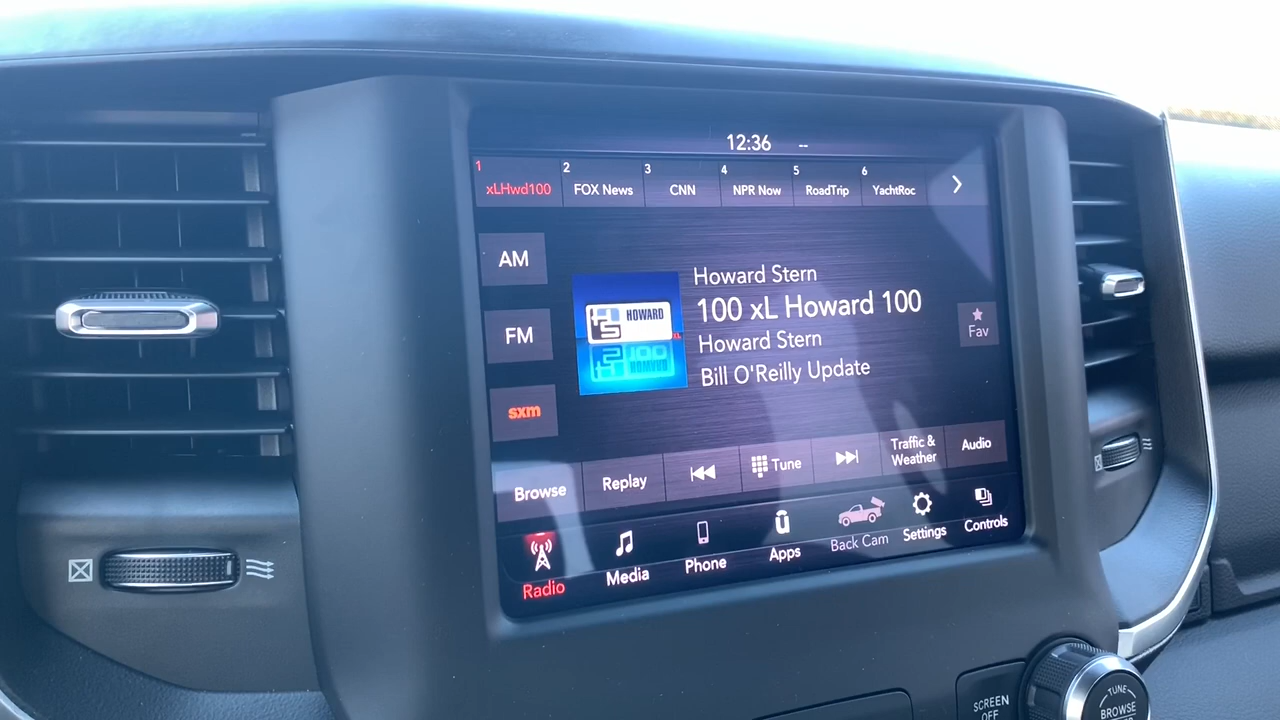 12:36 --
1 xLHwd100
2 FOX News
3 CNN
4 NPR Now
5 RoadTrip
6 YachtRoc
AM
FM
sxm
HOWARD
100
Howard Stern
100 xL Howard 100
Howard Stern
Bill O'Reilly Update
Fav
Browse
Replay
Tune
Traffic &
Weather
Audio
Radio
Media
Phone
Apps
Back Cam
Settings
Controls
SCREEN
OFF
TUNE
BROWSE